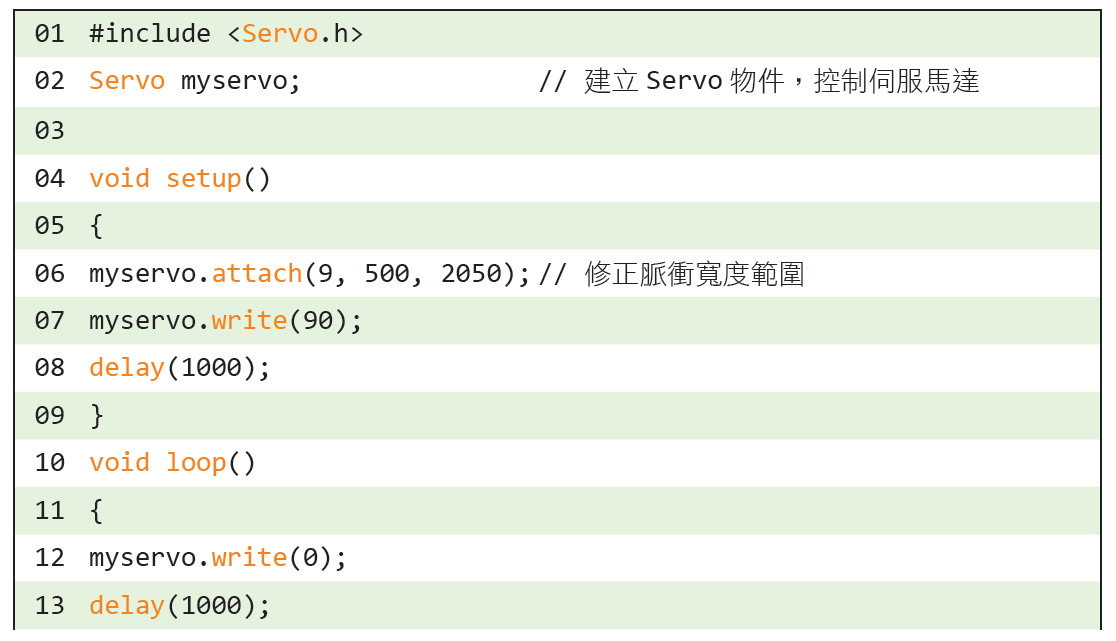 01 #include <Servo.h>
02 Servo myservo; // 建立 Servo 物件，控制伺服馬達
03
04 void setup()
05 {
06 myservo.attach(9, 500, 2050); // 修正脈衝寬度範圍
07 myservo.write(90);
08 delay(1000);
09 }
10 void loop()
11 {
12 myservo.write(0);
13 delay(1000);